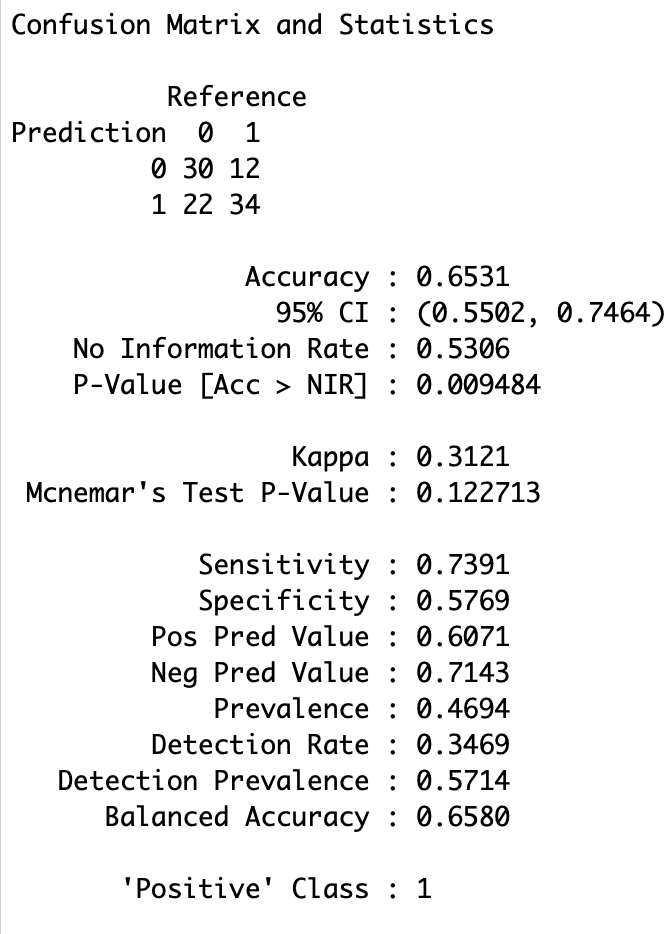 Confusion Matrix and Statistics
Reference
Prediction 0 1
0 30 12
1 22 34
Accuracy : 0.6531
95% CI : (0.5502, 0.7464)
No Information Rate : 0.5306
P-Value [Acc > NIR] : 0.009484
Kappa : 0.3121
Mcnemar's Test P-Value : 0.122713
Sensitivity : 0.7391
Specificity : 0.5769
Pos Pred Value : 0.6071
Neg Pred Value : 0.7143
Prevalence : 0.4694
Detection Rate : 0.3469
Detection Prevalence : 0.5714
Balanced Accuracy : 0.6580
'Positive' Class : 1